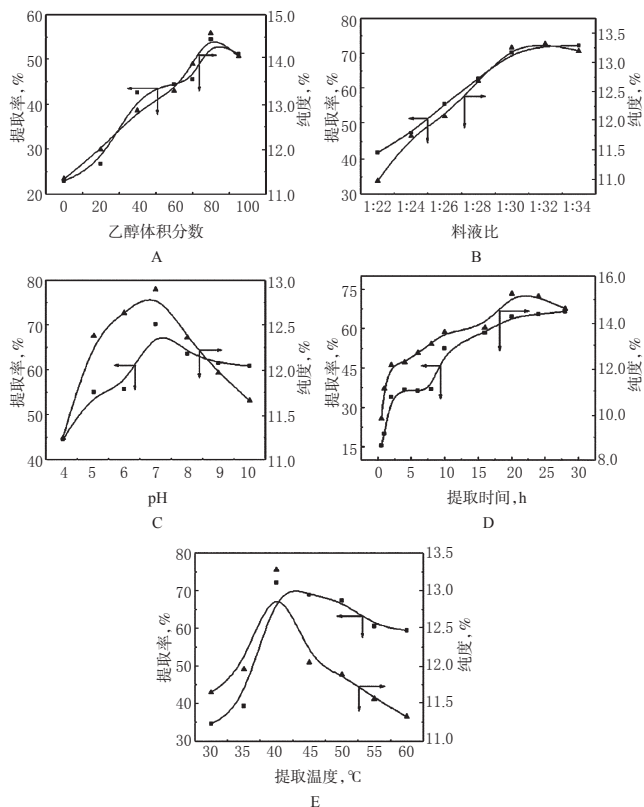 60 50 40 30 20
提取率, %
15.0 14.0 13.0 12.0 11.0
纯度, %
0 20 40 60 80 100
乙醇体积分数
A
80 70 60 50 40 30
提取率, %
13.5 13.0 12.5 12.0 11.5 11.0
纯度, %
1:22 1:24 1:26 1:28 1:30 1:32 1:34
料液比
B
80 70 60 50 40
提取率, %
13.0 12.5 12.0 11.5 11.0
纯度, %
4 5 6 7 8 9 10
pH
C
75 60 45 30 15
提取率, %
16.0 14.0 12.0 10.0 8.0
纯度, %
0 5 10 15 20 25 30
提取时间, h
D
80 70 60 50 40 30
提取率, %
13.5 13.0 12.5 12.0 11.5 11.0
纯度, %
30 35 40 45 50 55 60
提取温度, ℃
E